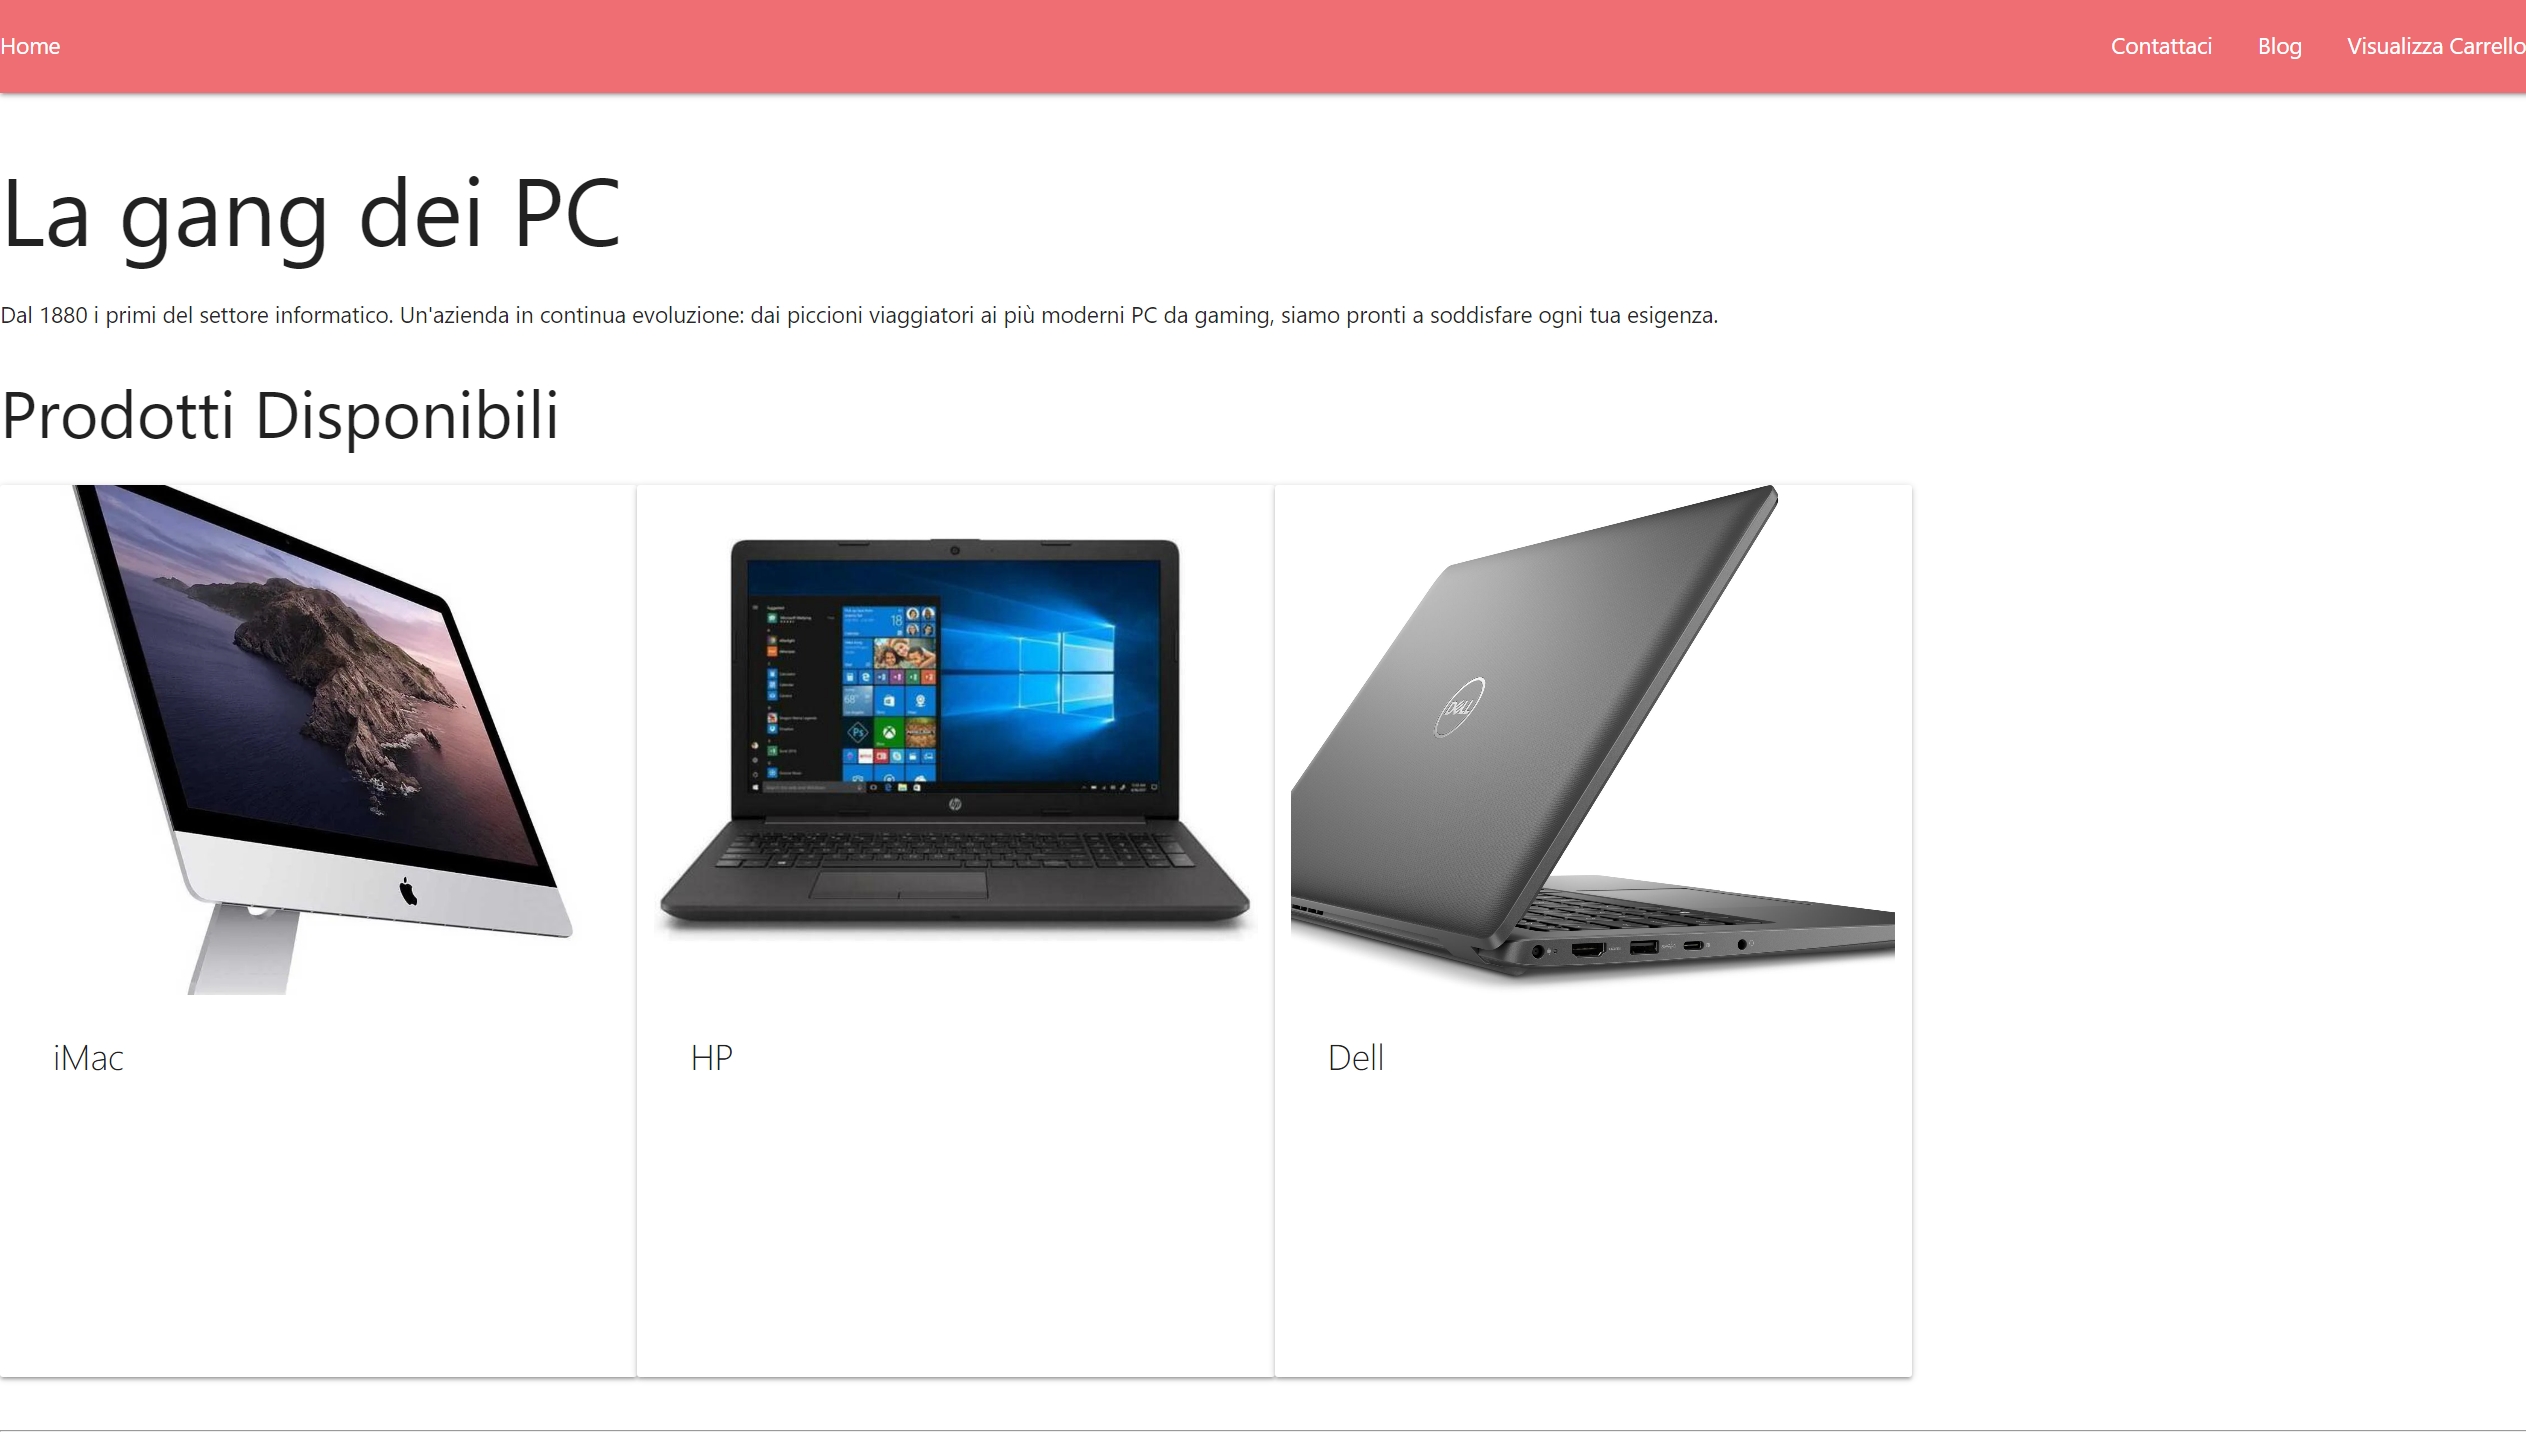 Home Contattaci Blog Visualizza Carrello
La gang dei PC
Dal 1880 i primi del settore informatico. Un'azienda in continua evoluzione: dai piccioni viaggiatori ai più moderni PC da gaming, siamo pronti a soddisfare ogni tua esigenza.
Prodotti Disponibili
DELL
iMac
HP
Dell